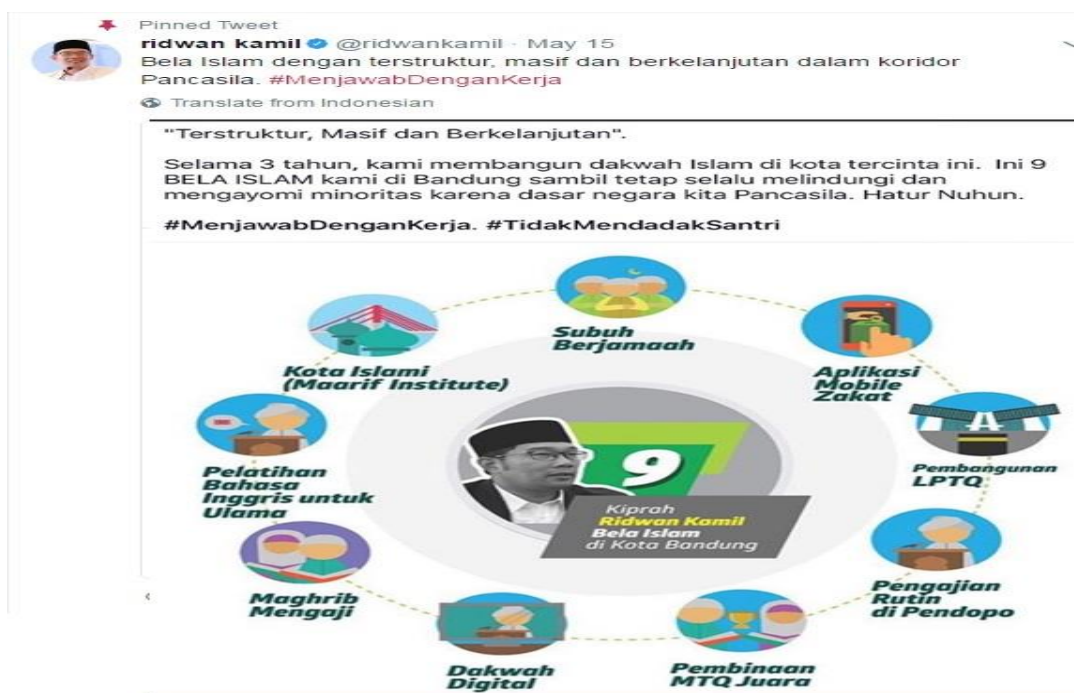 Pinned Tweet
ridwan kamil @ridwankamil · May 15
Bela Islam dengan terstruktur, masif dan berkelanjutan dalam koridor
Pancasila. #MenjawabDenganKerja
Translate from Indonesian
"Terstruktur, Masif dan Berkelanjutan".
Selama 3 tahun, kami membangun dakwah Islam di kota tercinta ini. Ini 9
BELA ISLAM kami di Bandung sambil tetap selalu melindungi dan
mengayomi minoritas karena dasar negara kita Pancasila. Hatur Nuhun.
#MenjawabDenganKerja. #TidakMendadakSantri
Subuh
Berjamaah
Aplikasi
Mobile
Zakat
Pembangunan
LPTQ
Pengajian
Rutin
di Pendopo
Pembinaan
MTQ Juara
Dakwah
Digital
Maghrib
Mengaji
Pelatihan
Bahasa
Inggris untuk
Ulama
Kota Islami
(Maarif Institute)
9
Kiprah
Ridwan Kamil
Bela Islam
di Kota Bandung